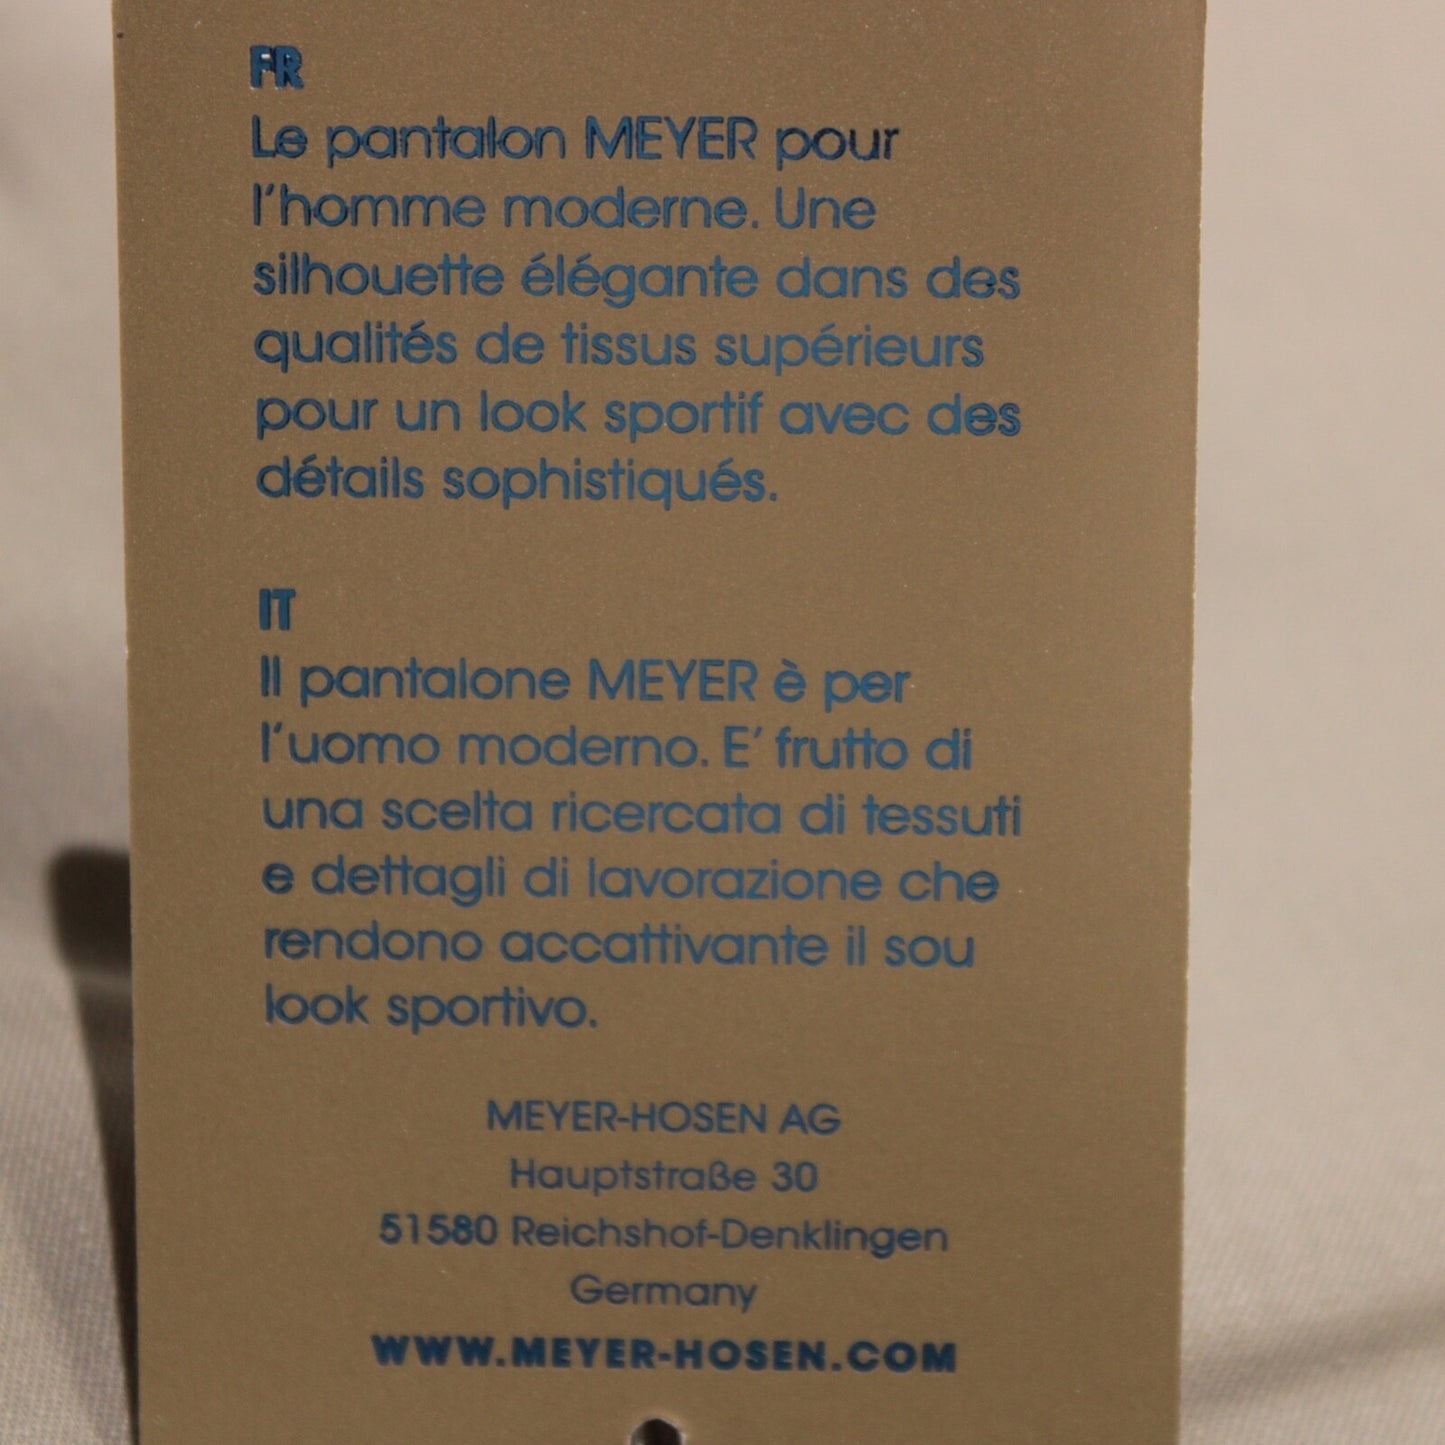 FR
Le pantalon MEYER pour
l'homme moderne. Une
silhouette élégante dans des
qualités de tissus supérieurs
pour un look sportif avec des
détails sophistiqués.
IT
Il pantalone MEYER è per
l'uomo moderno. E' frutto di
una scelta ricercata di tessuti
e dettagli di lavorazione che
rendono accattivante il sou
look sportivo.
MEYER-HOSEN AG
Hauptstraße 30
51580 Reichshof-Denklingen
Germany
WWW.MEYER-HOSEN.COM